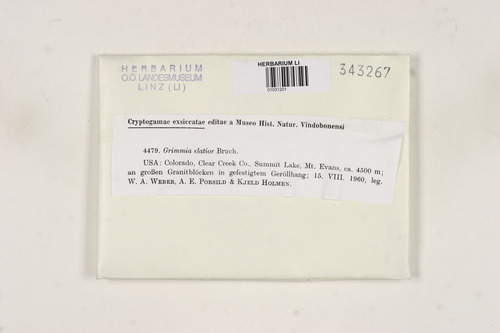 HERBARIUM
O.Ö. LANDESMUSEUM
LINZ (LI)
HERBARIUM LI
01031201
343267
Cryptogamae exsiccatae editae a Museo Hist. Natur. Vindobonensi
4479. Grimmia elatior Bruch.
USA: Colorado, Clear Creek Co., Summit Lake, Mt. Evans, ca. 4500 m;
an großen Granitblöcken in gefestigtem Geröllhang; 15. VIII. 1960, leg.
W. A. WEBER, A. E. PORSILD & KJELD HOLMEN.